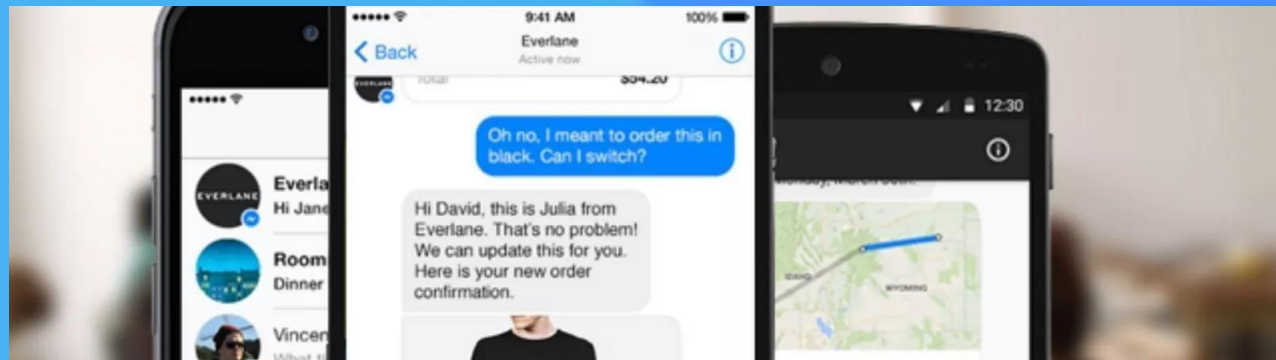 EVERLANE
Everla
Hi Jane
Room
Dinner
Vincen
9:41 AM
100%
Back
Everlane
Active now
EVERLANE
Total
$54.20
Oh no, I meant to order this in
black. Can I switch?
Hi David, this is Julia from
Everlane. That's no problem!
We can update this for you.
Here is your new order
confirmation.
12:30
IDAHO
WYOMING